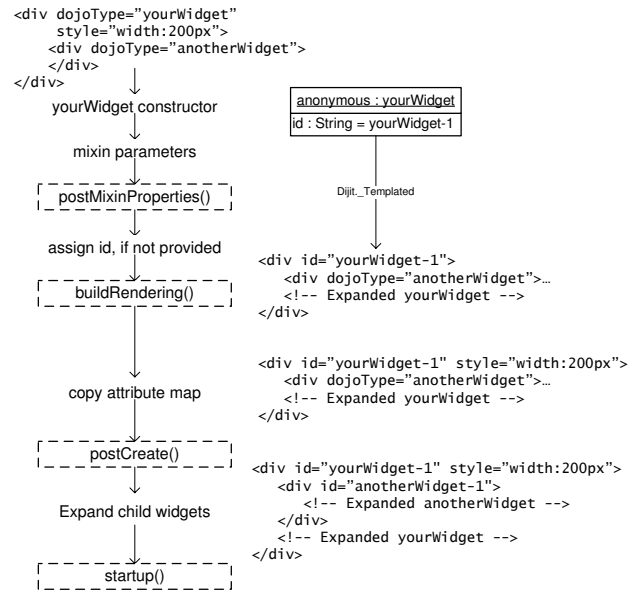 <div dojoType=”yourWidget”
style=”width:200px”>
<div dojoType=”anotherWidget”>
</div>
</div>
yourWidget constructor
mixin parameters
postMixinProperties()
assign id, if not provided
buildRendering()
copy attribute map
postCreate()
Expand child widgets
startup()
anonymous : yourWidget
id : String = yourWidget-1
Dijit._Templated
<div id=”yourWidget-1">
<div dojoType=”anotherWidget”>…
<!-- Expanded yourWidget -->
</div>
<div id=”yourWidget-1" style=”width:200px”>
<div dojoType=”anotherWidget”>…
<!-- Expanded yourWidget -->
</div>
<div id=”yourWidget-1" style=”width:200px”>
<div id=”anotherWidget-1">
<!-- Expanded anotherWidget -->
</div>
<!-- Expanded yourWidget -->
</div>